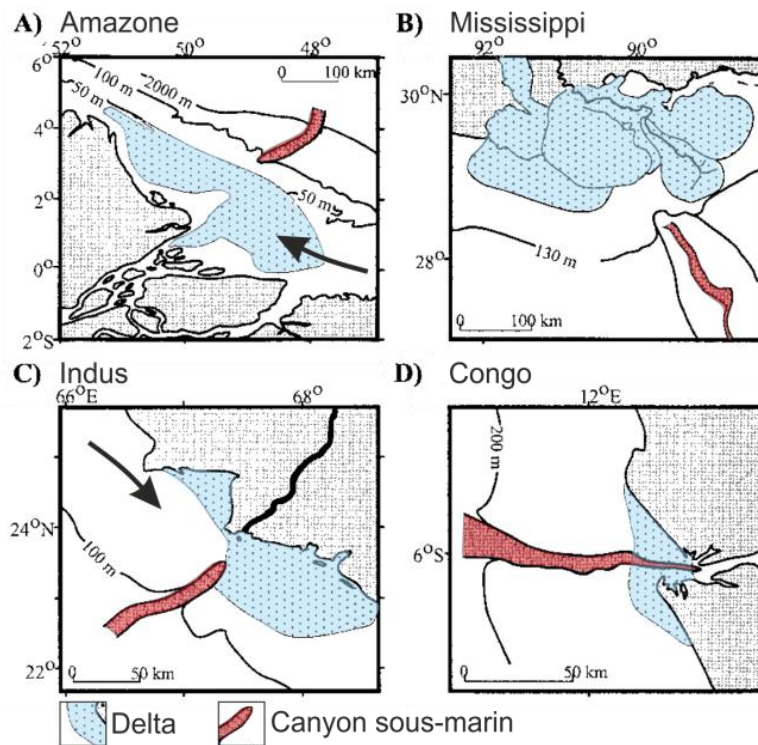 A) Amazone
52° 50° 48°
6°
4°
2°
0°
2°S
100 m
2000 m
50 m
50 m
0 100 km
B) Mississippi
92° 90°
30°N
28°
130 m
0 100 km
C) Indus
66°E 68°
24°N
22°
100 m
0 50 km
D) Congo
12°E
200 m
6°S
0 50 km
Delta
Canyon sous-marin